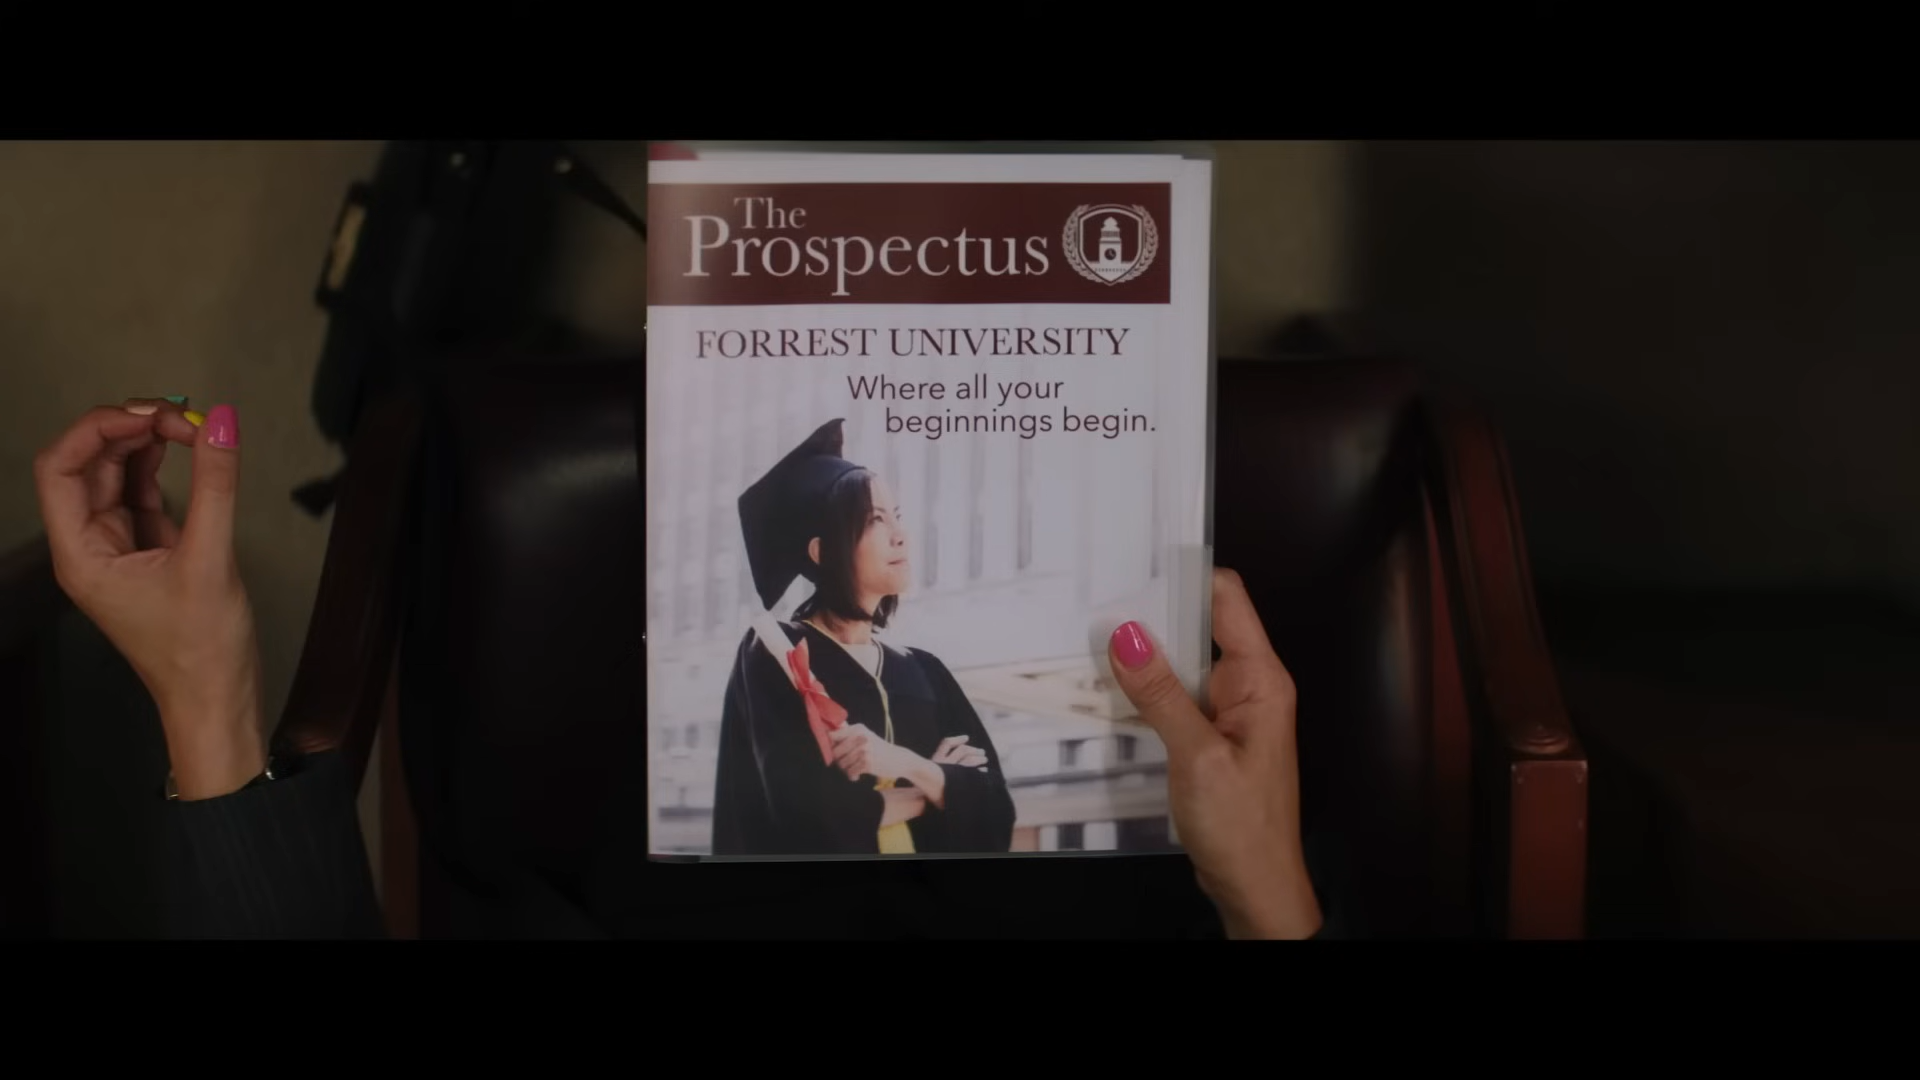 The
Prospectus
FORREST UNIVERSITY
Where all your
beginnings begin.